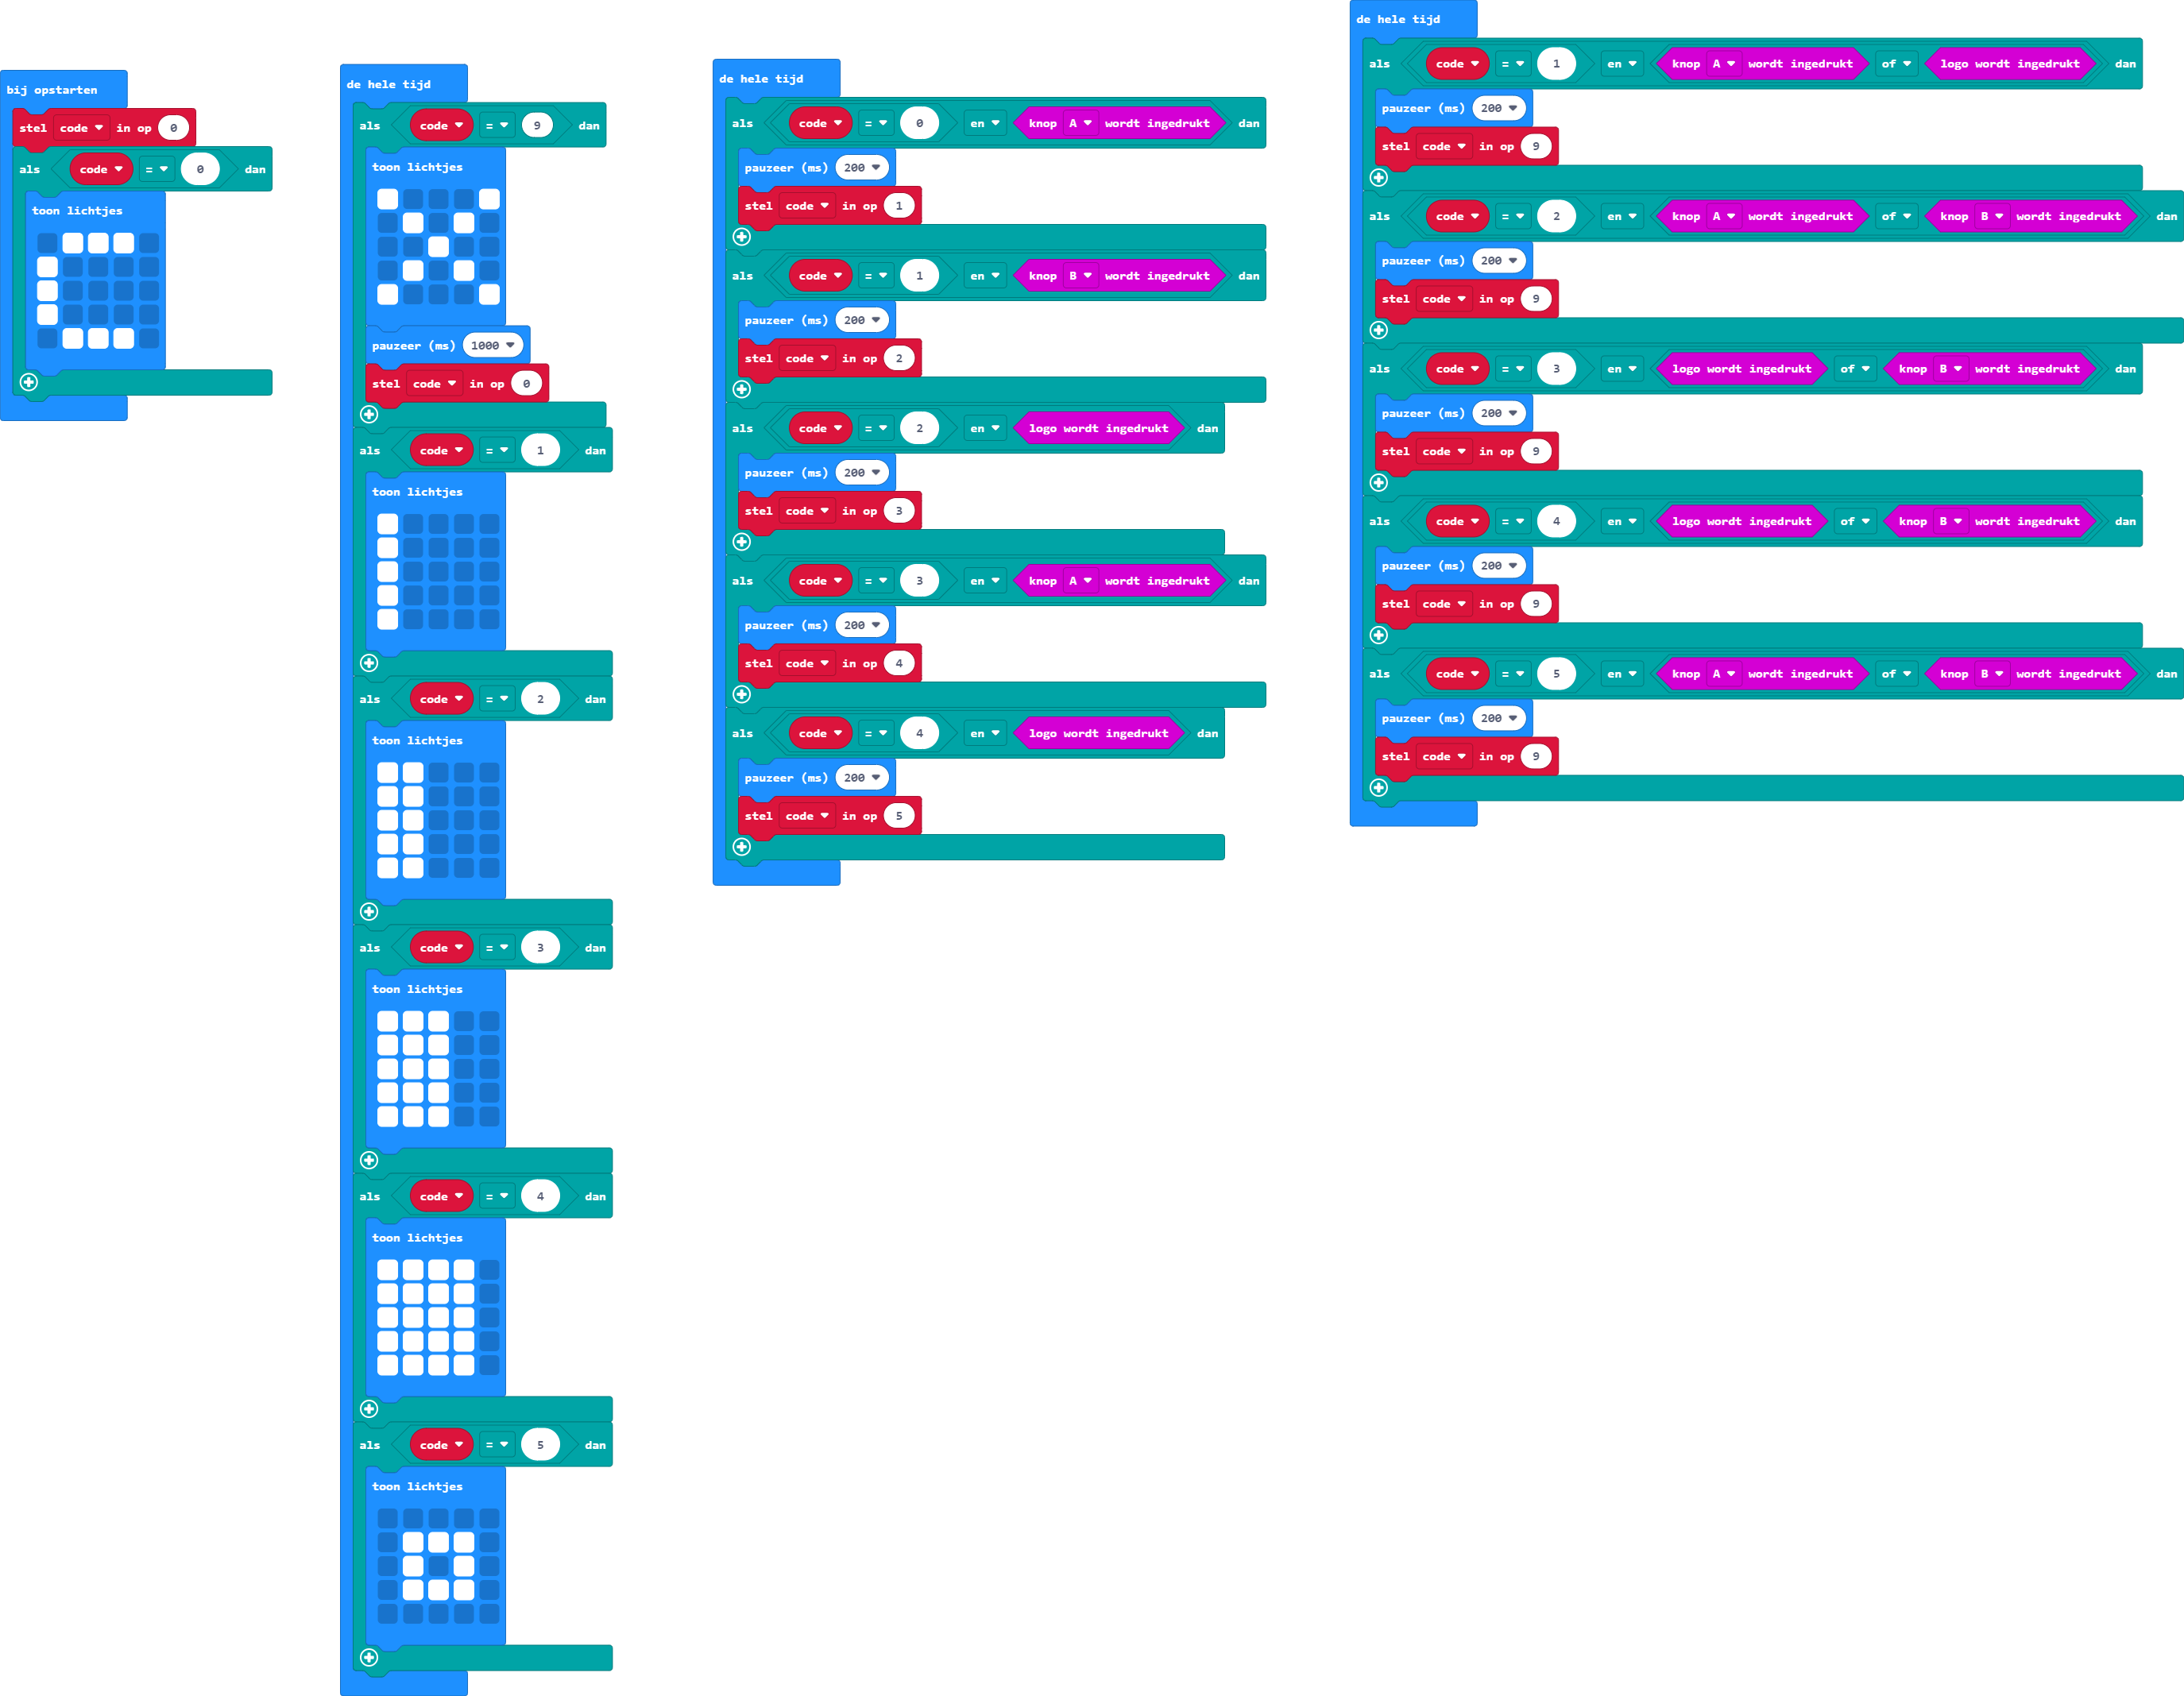 bij opstarten
stel code in op 0
als code = 0 dan
toon lichtjes
de hele tijd
als code = 9 dan
toon lichtjes
pauzeer (ms) 1000
stel code in op 0
als code = 1 dan
toon lichtjes
als code = 2 dan
toon lichtjes
als code = 3 dan
toon lichtjes
als code = 4 dan
toon lichtjes
als code = 5 dan
toon lichtjes
de hele tijd
als code = 0 en knop A wordt ingedrukt dan
pauzeer (ms) 200
stel code in op 1
als code = 1 en knop B wordt ingedrukt dan
pauzeer (ms) 200
stel code in op 2
als code = 2 en logo wordt ingedrukt dan
pauzeer (ms) 200
stel code in op 3
als code = 3 en knop A wordt ingedrukt dan
pauzeer (ms) 200
stel code in op 4
als code = 4 en logo wordt ingedrukt dan
pauzeer (ms) 200
stel code in op 5
de hele tijd
als code = 1 en knop A wordt ingedrukt of logo wordt ingedrukt dan
pauzeer (ms) 200
stel code in op 9
als code = 2 en knop A wordt ingedrukt of knop B wordt ingedrukt dan
pauzeer (ms) 200
stel code in op 9
als code = 3 en logo wordt ingedrukt of knop B wordt ingedrukt dan
pauzeer (ms) 200
stel code in op 9
als code = 4 en logo wordt ingedrukt of knop B wordt ingedrukt dan
pauzeer (ms) 200
stel code in op 9
als code = 5 en knop A wordt ingedrukt of knop B wordt ingedrukt dan
pauzeer (ms) 200
stel code in op 9